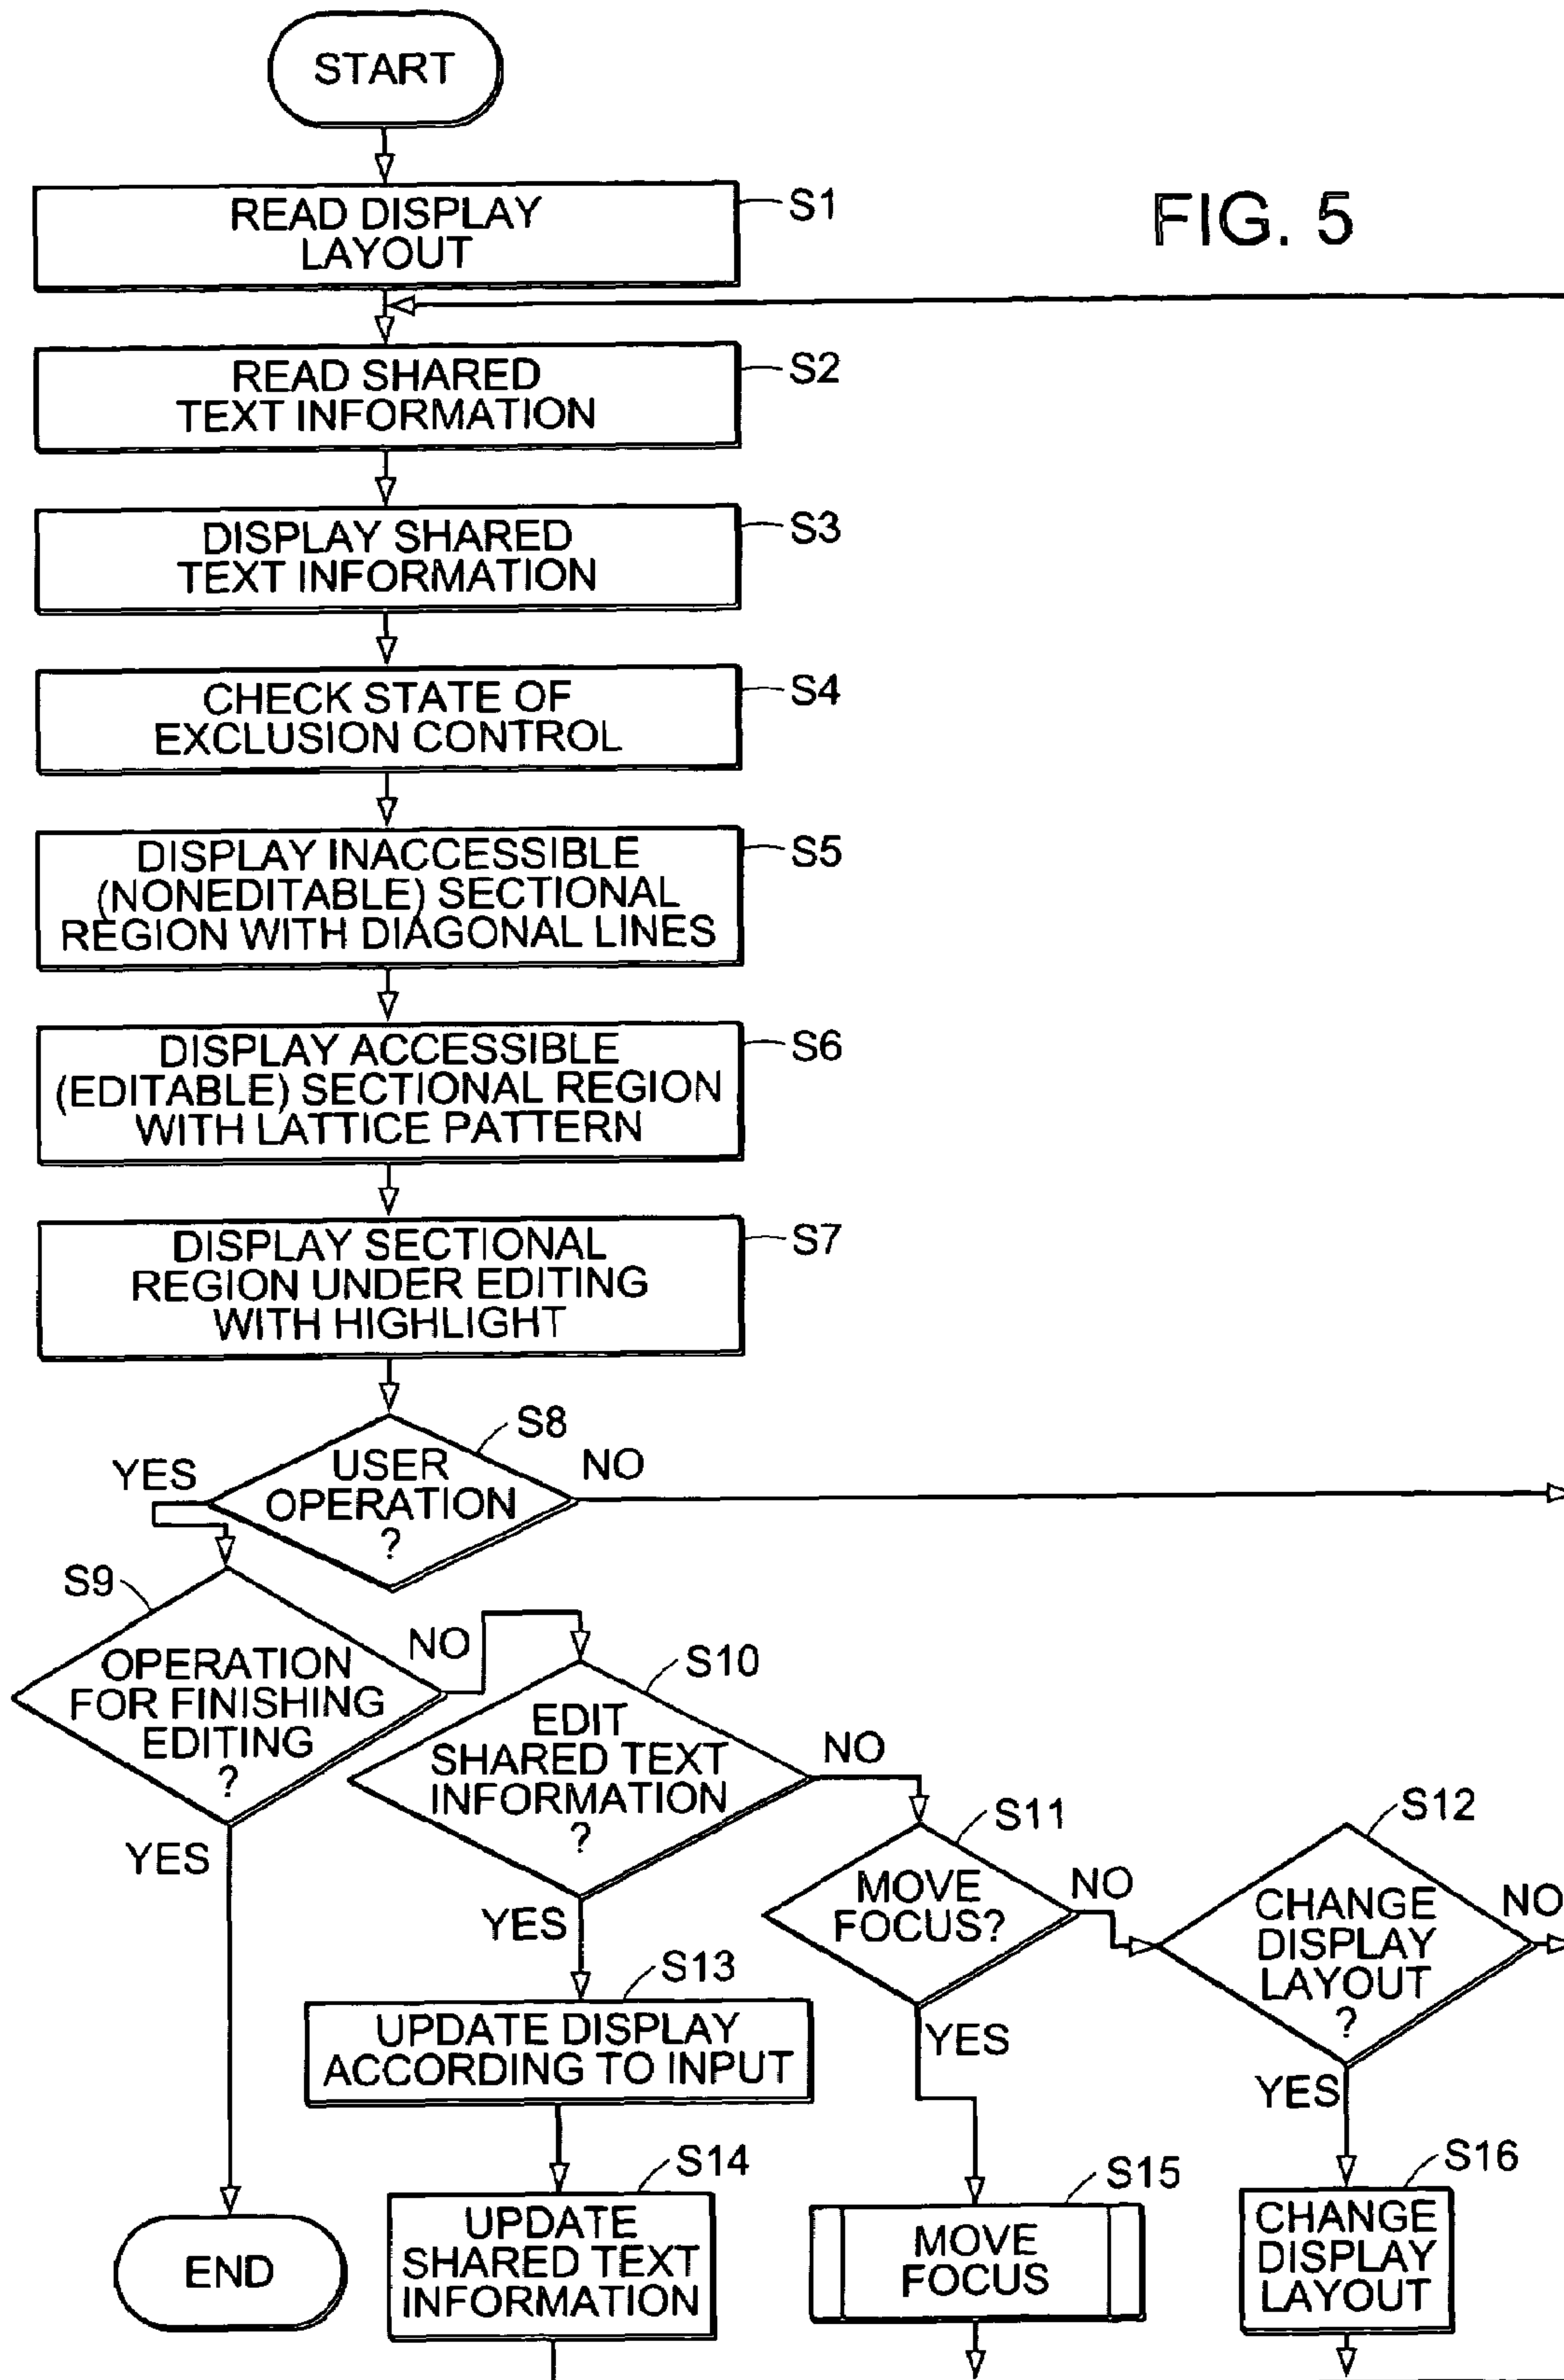 START
FIG. 5
READ DISPLAY
LAYOUT
S1
READ SHARED
TEXT INFORMATION
S2
DISPLAY SHARED
TEXT INFORMATION
S3
CHECK STATE OF
EXCLUSION CONTROL
S4
DISPLAY INACCESSIBLE
(NONEDITABLE) SECTIONAL
REGION WITH DIAGONAL LINES
S5
DISPLAY ACCESSIBLE
(EDITABLE) SECTIONAL REGION
WITH LATTICE PATTERN
S6
DISPLAY SECTIONAL
REGION UNDER EDITING
WITH HIGHLIGHT
S7
S8
USER
OPERATION
?
YES
NO
S9
OPERATION
FOR FINISHING
EDITING
?
NO
YES
S10
EDIT
SHARED TEXT
INFORMATION
?
NO
YES
S11
MOVE
FOCUS?
NO
YES
S12
CHANGE
DISPLAY
LAYOUT
?
NO
YES
S13
UPDATE DISPLAY
ACCORDING TO INPUT
S14
UPDATE
SHARED TEXT
INFORMATION
S15
MOVE
FOCUS
S16
CHANGE
DISPLAY
LAYOUT
END